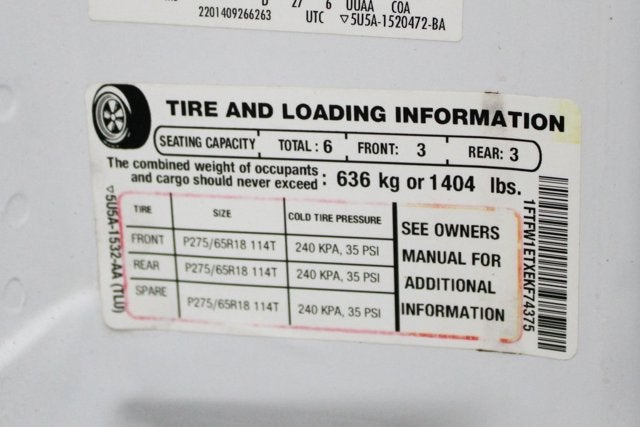 B 27 6 UUAA COA
2201409266263 UTC ▽5U5A-1520472-BA
TIRE AND LOADING INFORMATION
SEATING CAPACITY TOTAL : 6 FRONT: 3 REAR: 3
The combined weight of occupants
and cargo should never exceed : 636 kg or 1404 lbs.
TIRE SIZE COLD TIRE PRESSURE
FRONT P275/65R18 114T 240 KPA, 35 PSI
REAR P275/65R18 114T 240 KPA, 35 PSI
SPARE P275/65R18 114T 240 KPA, 35 PSI
SEE OWNERS
MANUAL FOR
ADDITIONAL
INFORMATION
▽5U5A-1532-AA (TLU)
1FTFW1ETXEKF74375